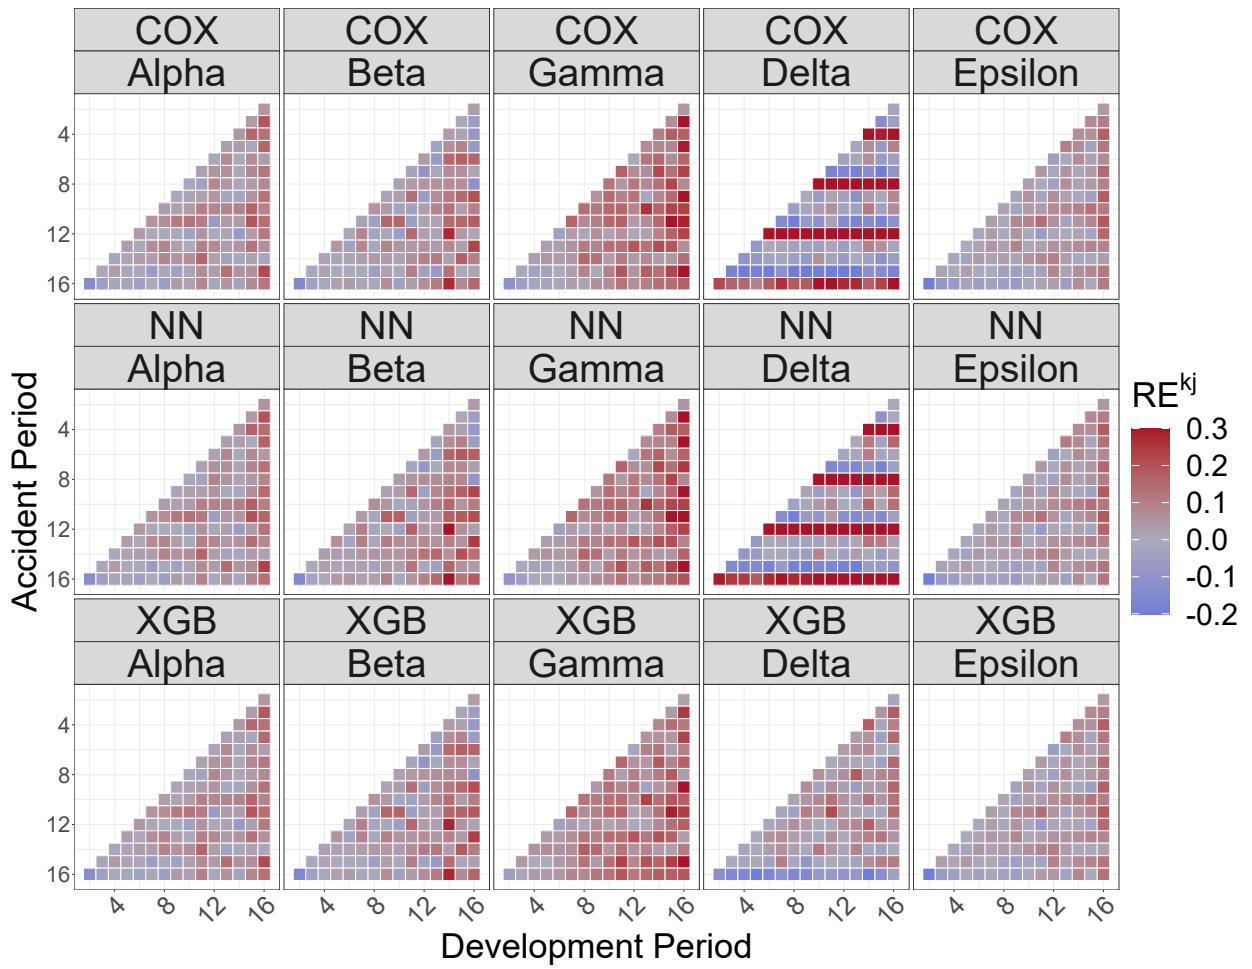 COX COX COX COX COX
Alpha Beta Gamma Delta Epsilon
4
8
12
16
NN NN NN NN NN
Alpha Beta Gamma Delta Epsilon
4
8
12
16
XGB XGB XGB XGB XGB
Alpha Beta Gamma Delta Epsilon
4
8
12
16
4 8 12 16 4 8 12 16 4 8 12 16 4 8 12 16 4 8 12 16
Development Period
Accident Period
RE^kj
0.3
0.2
0.1
0.0
-0.1
-0.2